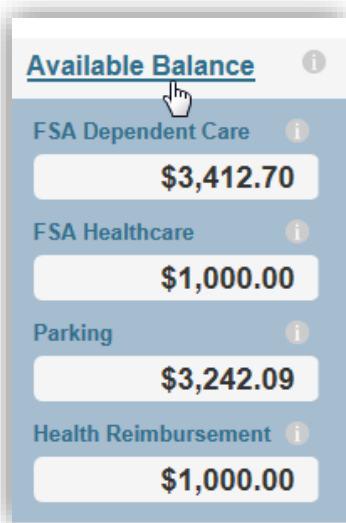 Available Balance
FSA Dependent Care
$3,412.70
FSA Healthcare
$1,000.00
Parking
$3,242.09
Health Reimbursement
$1,000.00